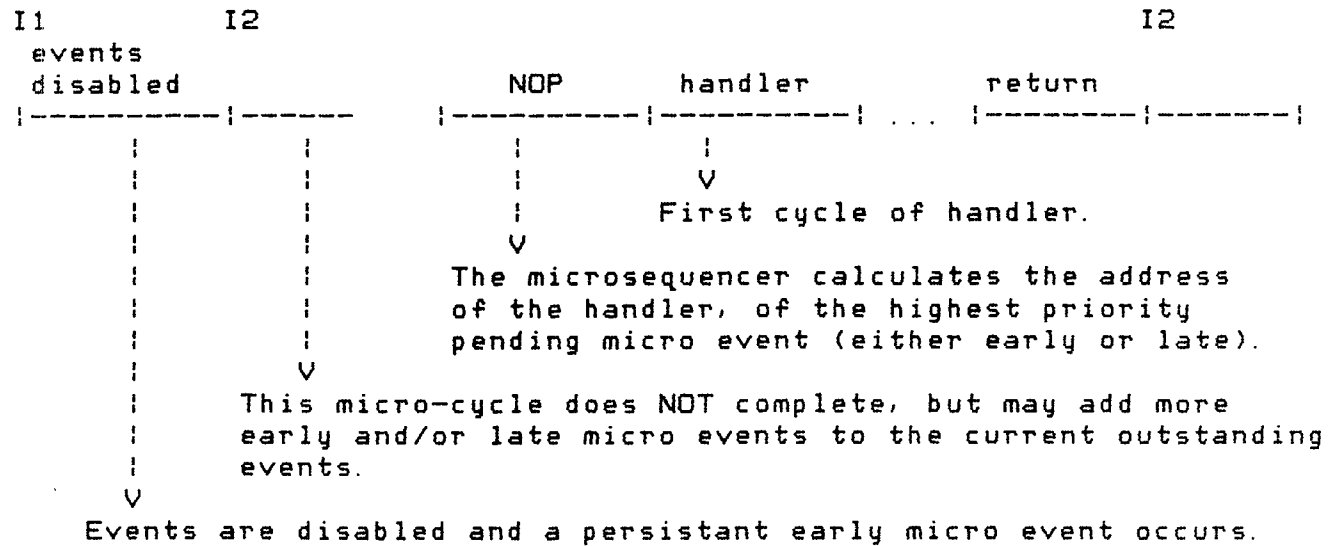 I1 I2 I2
events
disabled NOP handler return
|-----------|------ |----------|----------| ... |--------|-------|
V
First cycle of handler.
V
The microsequencer calculates the address
of the handler, of the highest priority
pending micro event (either early or late).
V
This micro-cycle does NOT complete, but may add more
early and/or late micro events to the current outstanding
events.
V
Events are disabled and a persistant early micro event occurs.